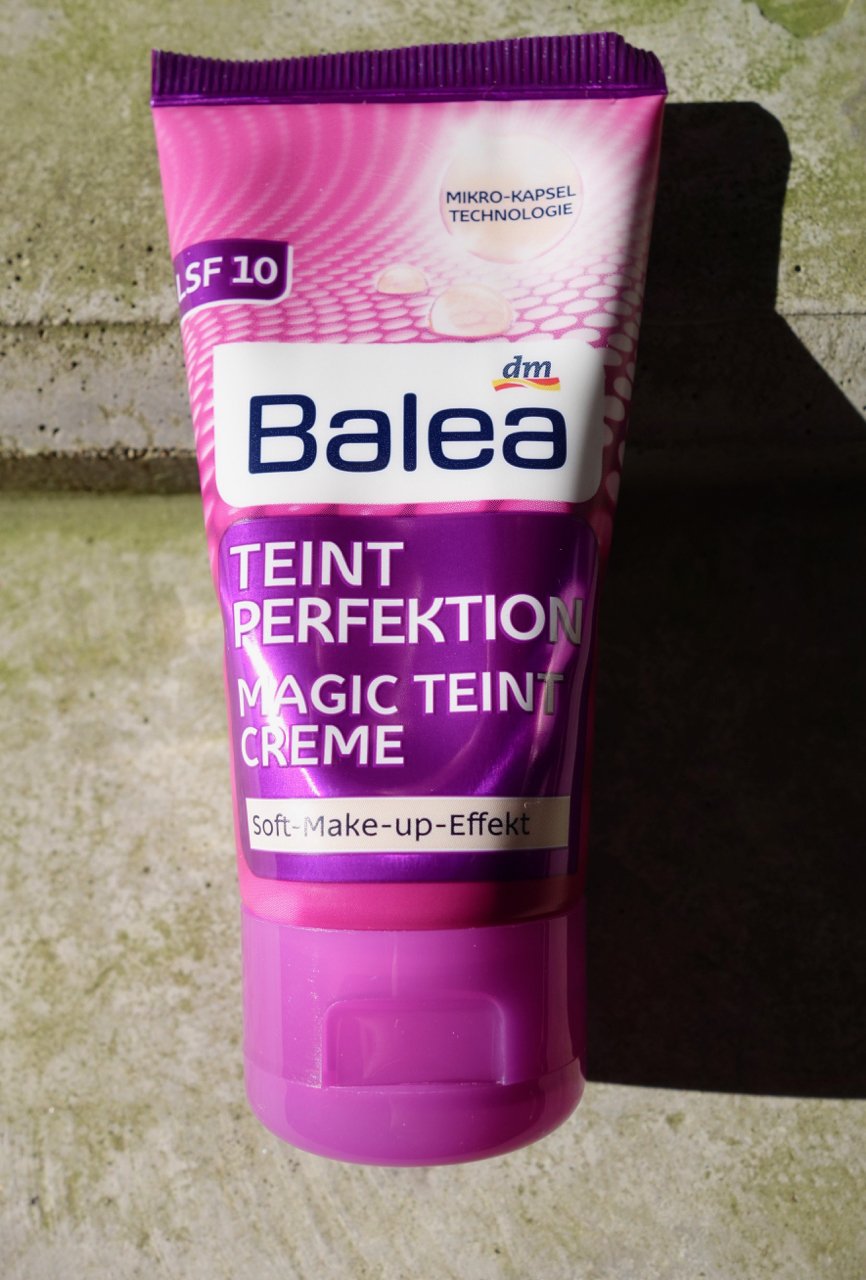 MIKRO-KAPSEL
TECHNOLOGIE
LSF 10
dm
Balea
TEINT
PERFEKTION
MAGIC TEINT
CREME
Soft-Make-up-Effekt